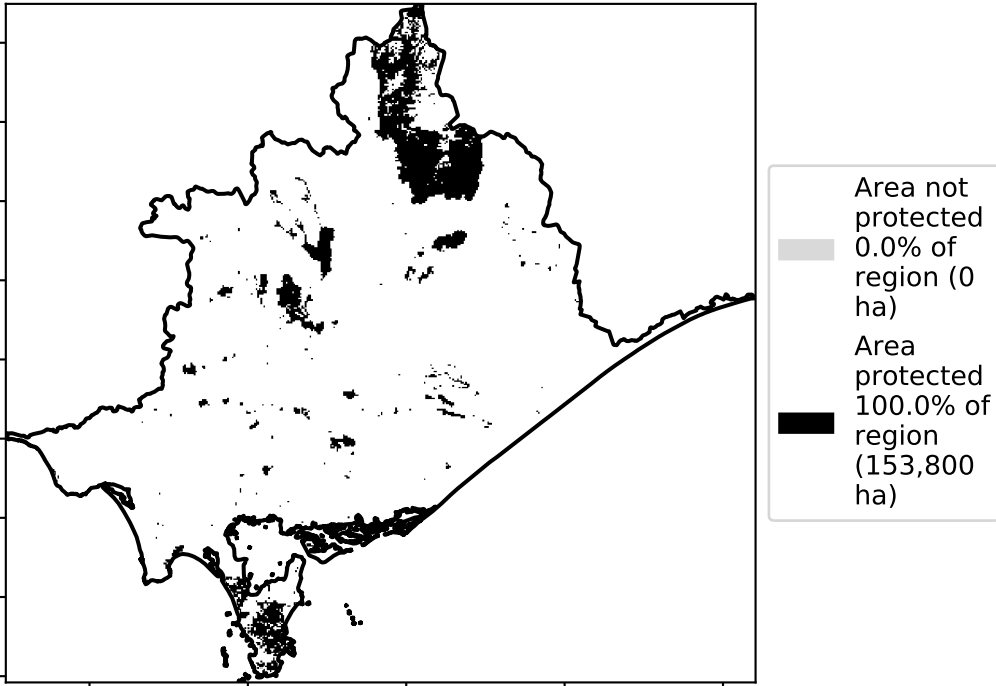 Area not
protected
0.0% of
region (0
ha)
Area
protected
100.0% of
region
(153,800
ha)